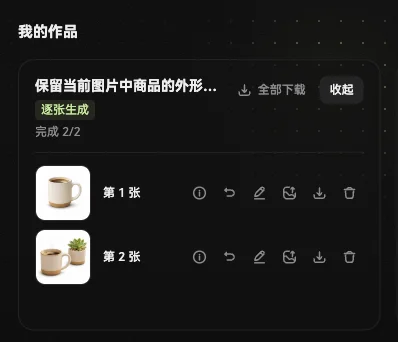 我的作品
保留当前图片中商品的外形...
全部下载
收起
逐张生成
完成 2/2
第 1 张
第 2 张